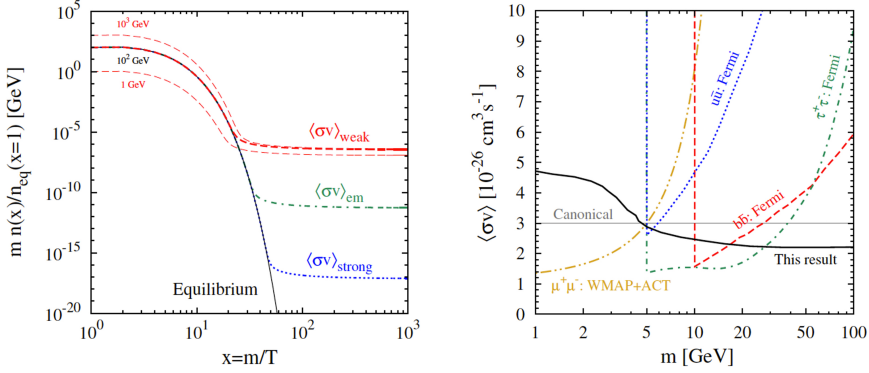 m n(x)/n_eq(x=1) [GeV]
10^5
10^0
10^-5
10^-10
10^-15
10^-20
10^3 GeV
10^2 GeV
1 GeV
⟨σv⟩_weak
⟨σv⟩_em
⟨σv⟩_strong
Equilibrium
10^0
10^1
10^2
10^3
x=m/T
⟨σv⟩ [10^-26 cm^3 s^-1]
10
9
8
7
6
5
4
3
2
1
0
uū: Fermi
τ^+τ^-: Fermi
Canonical
bb̄: Fermi
This result
μ^+μ^-: WMAP+ACT
1
2
5
10
20
50
100
m [GeV]